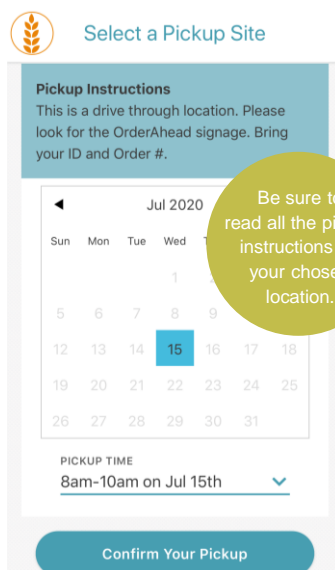 Select a Pickup Site
Pickup Instructions
This is a drive through location. Please
look for the OrderAhead signage. Bring
your ID and Order #.
Be sure
read all the
instructions
your
location.
◀ Jul 2020
Sun Mon Tue Wed
1
5 6 7 8 9
12 13 14 15 16 17 18
19 20 21 22 23 24 25
26 27 28 29 30 31
PICKUP TIME
8am-10am on Jul 15th
Confirm Your Pickup